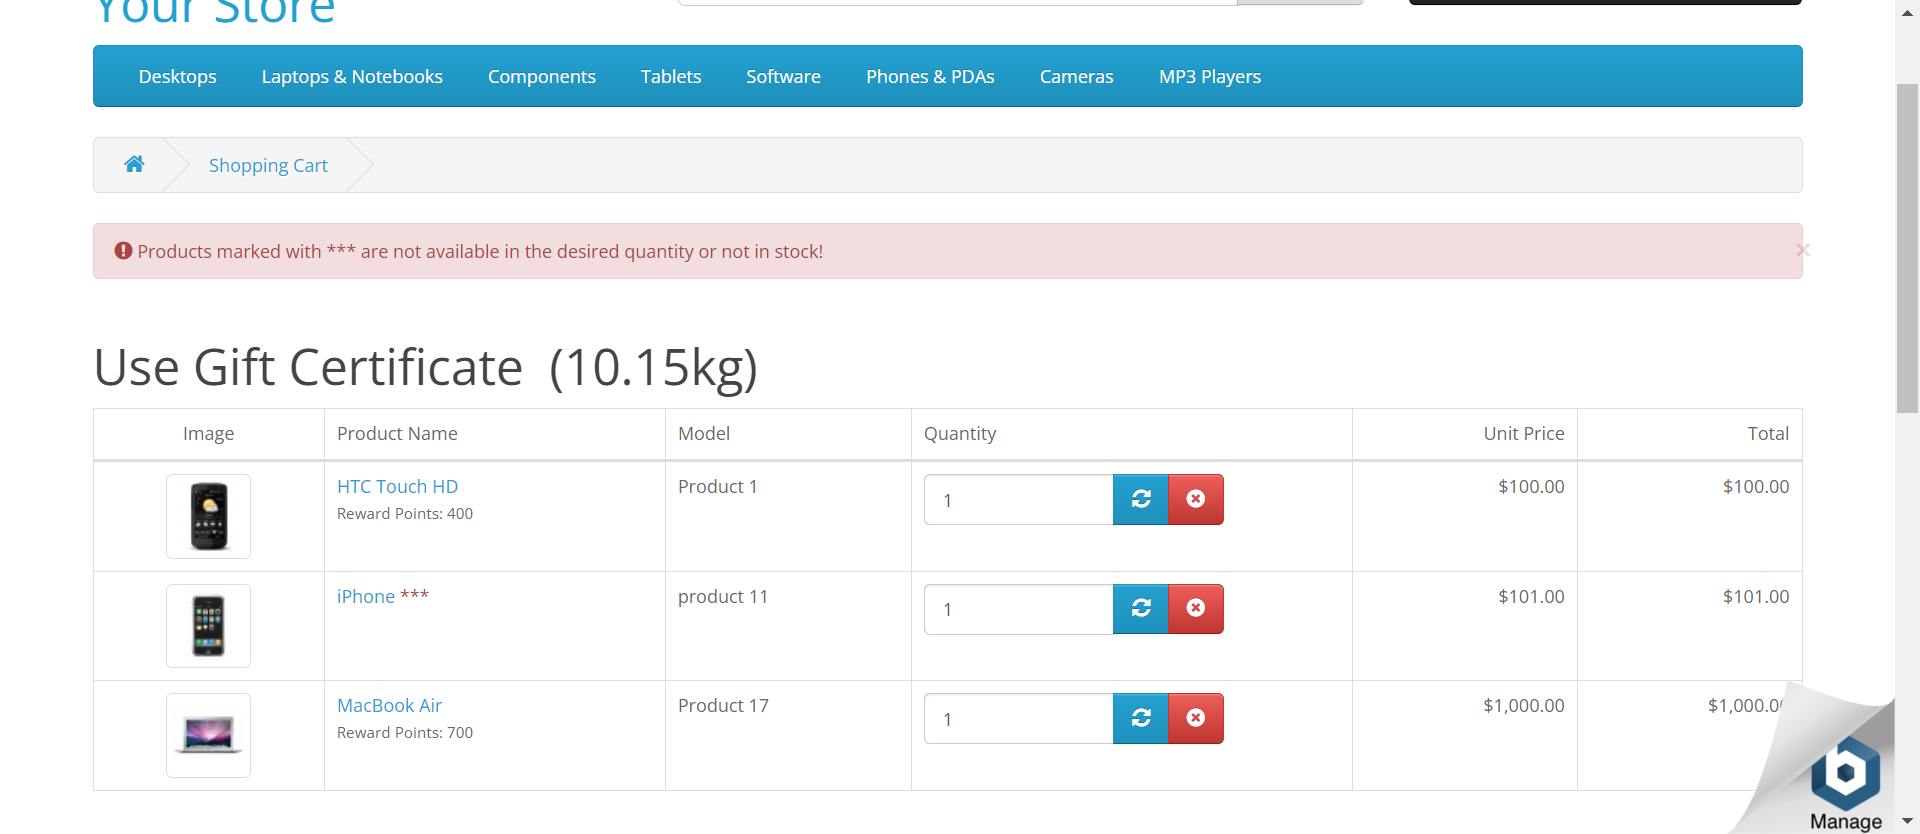 Your Store
Desktops Laptops & Notebooks Components Tablets Software Phones & PDAs Cameras MP3 Players
Shopping Cart
Products marked with *** are not available in the desired quantity or not in stock!
×
Use Gift Certificate (10.15kg)
Image Product Name Model Quantity Unit Price Total
HTC Touch HD Product 1 1 $100.00 $100.00
Reward Points: 400
iPhone *** product 11 1 $101.00 $101.00
MacBook Air Product 17 1 $1,000.00 $1,000.0
Reward Points: 700
b
Manage